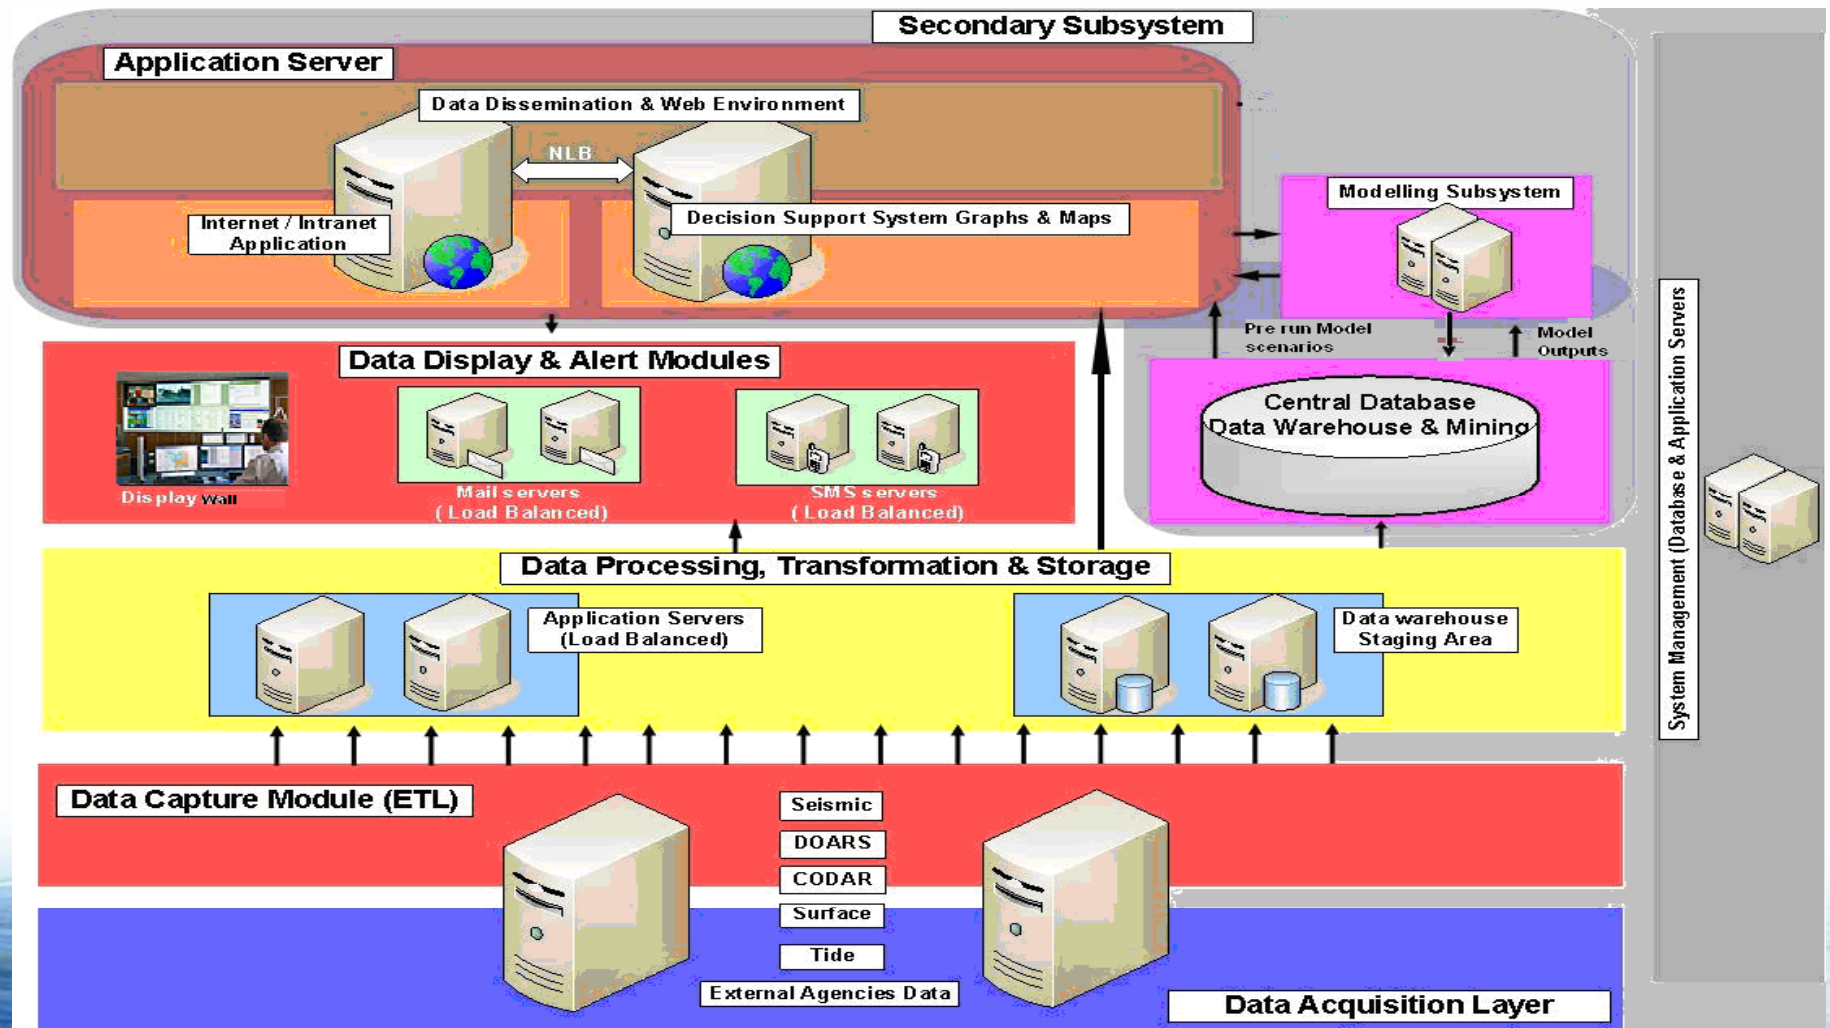 Secondary Subsystem
Application Server
Data Dissemination & Web Environment
NLB
Internet / Intranet
Application
Decision Support System Graphs & Maps
Modelling Subsystem
Pre run Model
scenarios
Model
Outputs
Data Display & Alert Modules
Display Wall
Mail servers
( Load Balanced)
SMS servers
( Load Balanced)
Central Database
Data Warehouse & Mining
System Management (Database & Application Servers
Data Processing, Transformation & Storage
Application Servers
(Load Balanced)
Data warehouse
Staging Area
Data Capture Module (ETL)
Seismic
DOARS
CODAR
Surface
Tide
External Agencies Data
Data Acquisition Layer